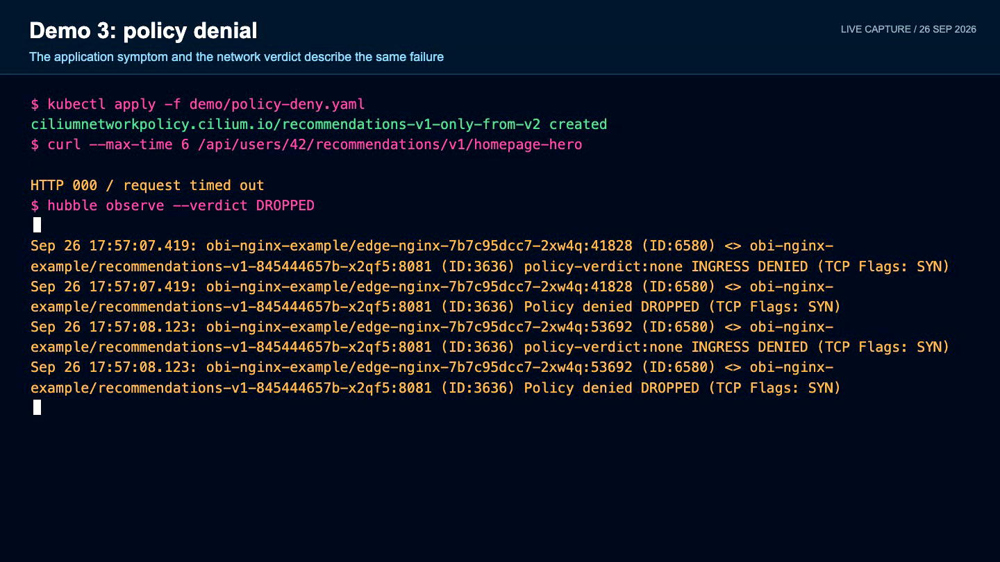 Demo 3: policy denial
LIVE CAPTURE / 26 SEP 2026
The application symptom and the network verdict describe the same failure
$ kubectl apply -f demo/policy-deny.yaml
ciliumnetworkpolicy.cilium.io/recommendations-v1-only-from-v2 created
$ curl --max-time 6 /api/users/42/recommendations/v1/homepage-hero
HTTP 000 / request timed out
$ hubble observe --verdict DROPPED
Sep 26 17:57:07.419: obi-nginx-example/edge-nginx-7b7c95dcc7-2xw4q:41828 (ID:6580) <> obi-nginx-
example/recommendations-v1-845444657b-x2qf5:8081 (ID:3636) policy-verdict:none INGRESS DENIED (TCP Flags: SYN)
Sep 26 17:57:07.419: obi-nginx-example/edge-nginx-7b7c95dcc7-2xw4q:41828 (ID:6580) <> obi-nginx-
example/recommendations-v1-845444657b-x2qf5:8081 (ID:3636) Policy denied DROPPED (TCP Flags: SYN)
Sep 26 17:57:08.123: obi-nginx-example/edge-nginx-7b7c95dcc7-2xw4q:53692 (ID:6580) <> obi-nginx-
example/recommendations-v1-845444657b-x2qf5:8081 (ID:3636) policy-verdict:none INGRESS DENIED (TCP Flags: SYN)
Sep 26 17:57:08.123: obi-nginx-example/edge-nginx-7b7c95dcc7-2xw4q:53692 (ID:6580) <> obi-nginx-
example/recommendations-v1-845444657b-x2qf5:8081 (ID:3636) Policy denied DROPPED (TCP Flags: SYN)